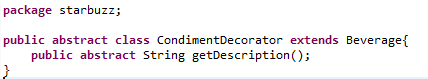 package starbuzz;
public abstract class CondimentDecorator extends Beverage{
public abstract String getDescription();
}